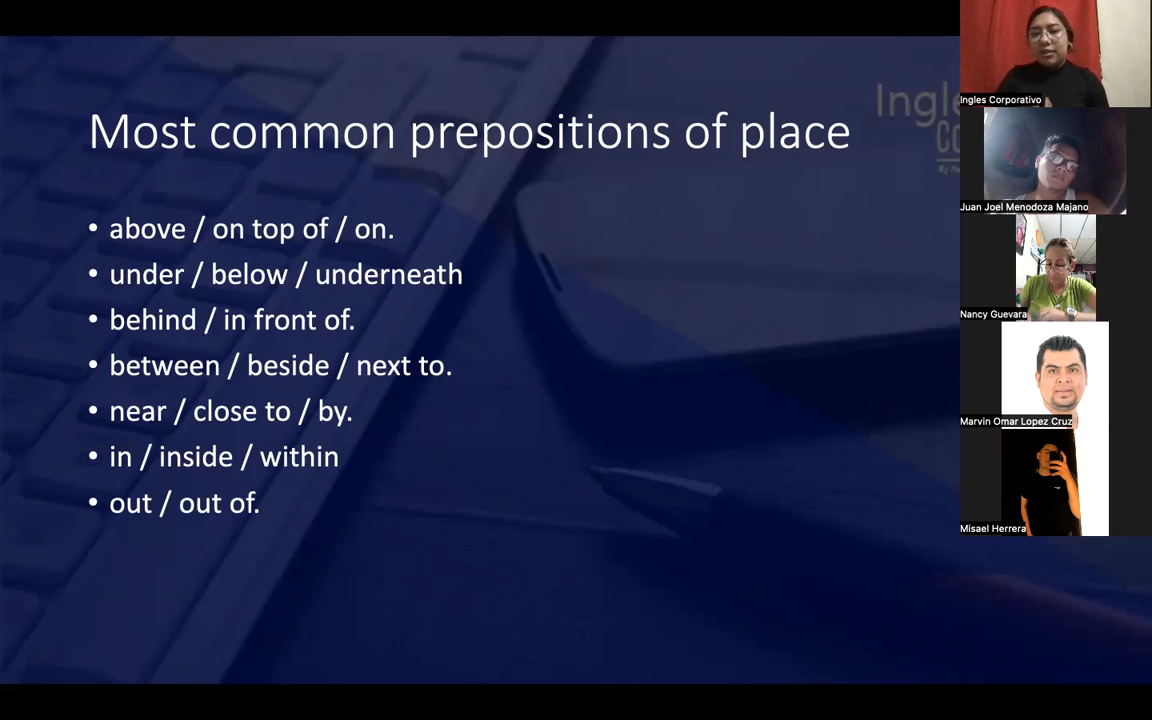 Most common prepositions of place
• above / on top of / on.
• under / below / underneath
• behind / in front of.
• between / beside / next to.
• near / close to / by.
• in / inside / within
• out / out of.
Ingles Corporativo
Juan Joel Menodoza Majano
Nancy Guevara
Marvin Omar Lopez Cruz
Misael Herrera